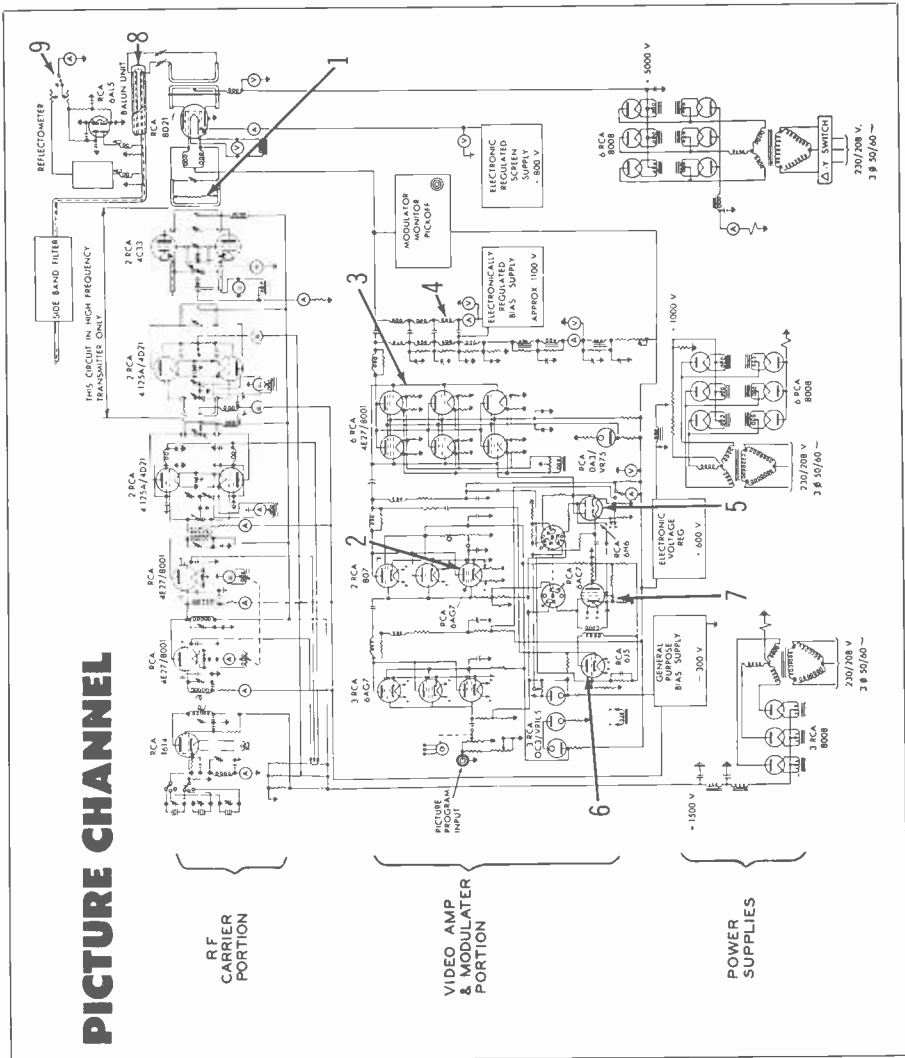 PICTURE CHANNEL
RF
CARRIER
PORTION
RCA
1614
RCA
4E27/8001
RCA
4E27/8001
2 RCA
4125A/4D21
2 RCA
4125A/4D21
2 RCA
4C33
THIS CIRCUIT IN HIGH FREQUENCY
TRANSMITTER ONLY
SIDE BAND FILTER
REFLECTOMETER
RCA
6AL5
BALUN UNIT
RCA
8D21
9
8
1
VIDEO AMP
& MODULATER
PORTION
PICTURE
PROGRAM
INPUT
3 RCA
6AG7
2 RCA
807
RCA
6AG7
2
6 RCA
4E27/8001
3
4
MODULATOR
MONITOR
PICKOFF
ELECTRONICALLY
REGULATED
BIAS SUPPLY
APPROX 1100 V
ELECTRONIC
REGULATED
SCREEN
SUPPLY
+ 800 V
3 RCA
OC3/VR105
RCA
6J5
RCA
6AC7
RCA
6H6
RCA
OA3/
VR75
6
7
5
GENERAL
PURPOSE
BIAS SUPPLY
- 300 V
ELECTRONIC
VOLTAGE
REG
+ 600 V
POWER
SUPPLIES
+ 1500 V
3 RCA
8008
230/208 V
3 Ø 50/60 ~
+ 1000 V
6 RCA
8008
230/208 V
3 Ø 50/60 ~
+ 5000 V
6 RCA
8008
Δ Y SWITCH
230/208 V.
3 Ø 50/60 ~